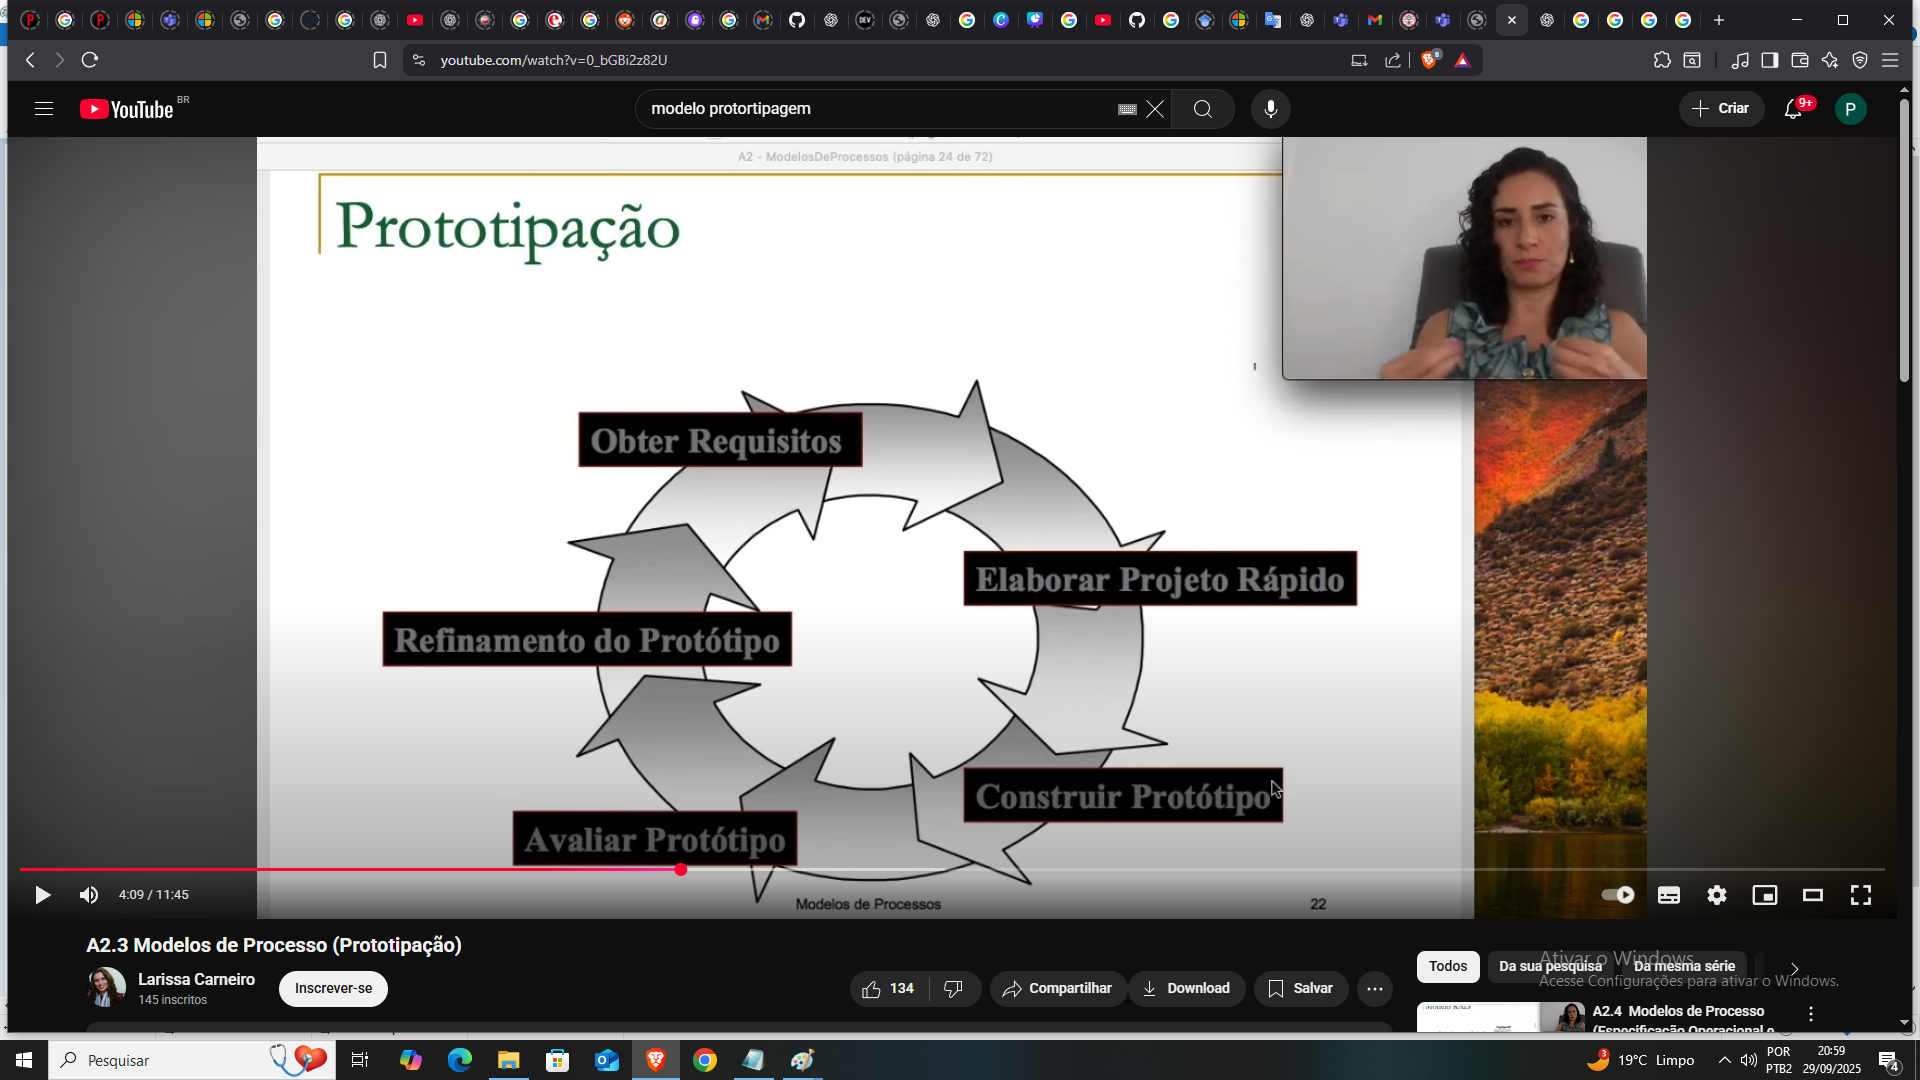 youtube.com/watch?v=0_bGBi2z82U
8
YouTube BR
modelo protortipagem
Criar
9+
P
A2 - ModelosDeProcessos (página 24 de 72)
Prototipação
Obter Requisitos
Elaborar Projeto Rápido
Refinamento do Protótipo
Construir Protótipo
Avaliar Protótipo
Modelos de Processos
22
4:09 / 11:45
A2.3 Modelos de Processo (Prototipação)
Larissa Carneiro
145 inscritos
Inscrever-se
134
Compartilhar
Download
Salvar
Todos
Da sua pesquisa
Da mesma série
Ativar o Windows
Acesse Configurações para ativar o Windows.
A2.4 Modelos de Processo
(Especificação Operacional e
Pesquisar
3
19°C Limpo
POR
PTB2
20:59
29/09/2025
4